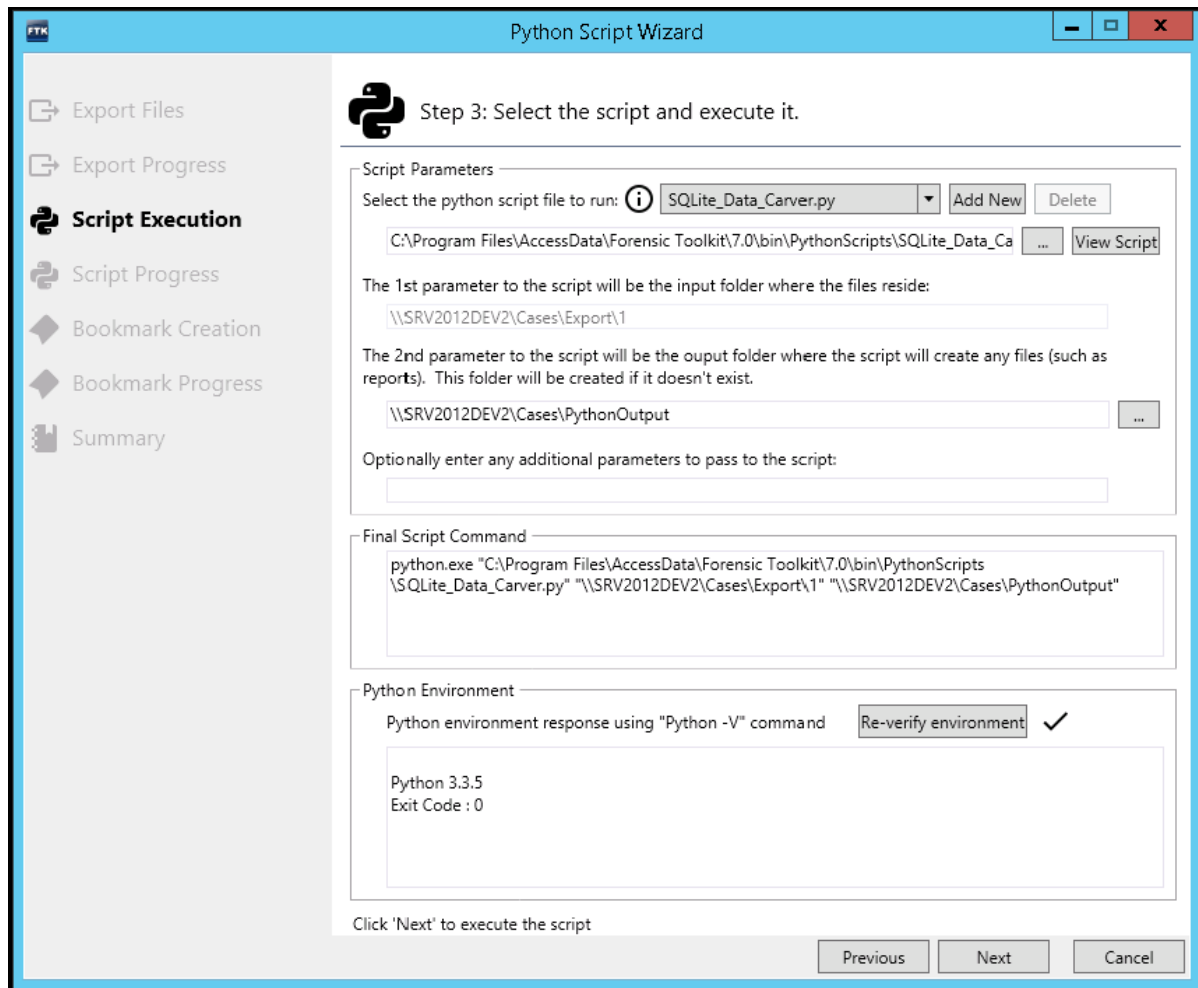 FTK
Python Script Wizard
Export Files
Export Progress
Script Execution
Script Progress
Bookmark Creation
Bookmark Progress
Summary
Step 3: Select the script and execute it.
Script Parameters
Select the python script file to run: SQLite_Data_Carver.py Add New Delete
C:\Program Files\AccessData\Forensic Toolkit\7.0\bin\PythonScripts\SQLite_Data_Ca ... View Script
The 1st parameter to the script will be the input folder where the files reside:
\\SRV2012DEV2\Cases\Export\1
The 2nd parameter to the script will be the ouput folder where the script will create any files (such as
reports). This folder will be created if it doesn't exist.
\\SRV2012DEV2\Cases\PythonOutput ...
Optionally enter any additional parameters to pass to the script:
Final Script Command
python.exe "C:\Program Files\AccessData\Forensic Toolkit\7.0\bin\PythonScripts
\SQLite_Data_Carver.py" "\\SRV2012DEV2\Cases\Export\1" "\\SRV2012DEV2\Cases\PythonOutput"
Python Environment
Python environment response using "Python -V" command Re-verify environment
Python 3.3.5
Exit Code : 0
Click 'Next' to execute the script
Previous Next Cancel